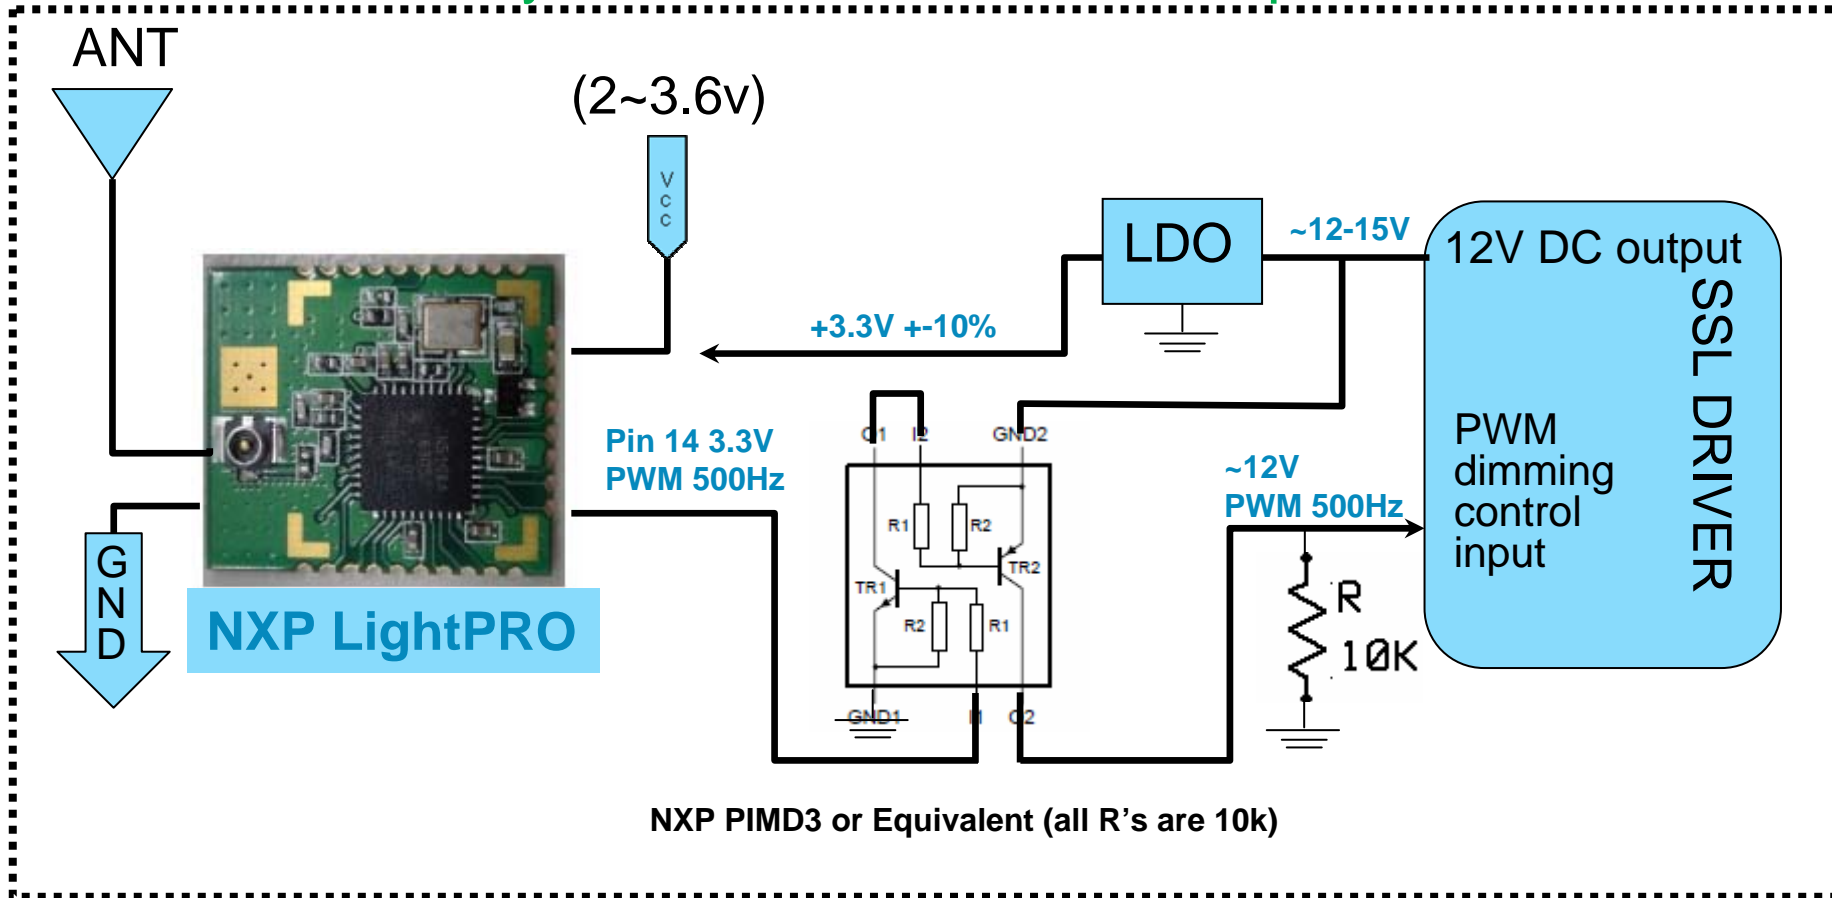 ANT
(2~3.6v)
Vcc
LDO
~12-15V
12V DC output
SSL DRIVER
+3.3V +-10%
Pin 14 3.3V
PWM 500Hz
O1 I2 GND2
R1 R2
TR2
TR1
R2 R1
GND1 I1 O2
~12V
PWM 500Hz
PWM
dimming
control
input
R
10K
GND
NXP LightPRO
NXP PIMD3 or Equivalent (all R's are 10k)